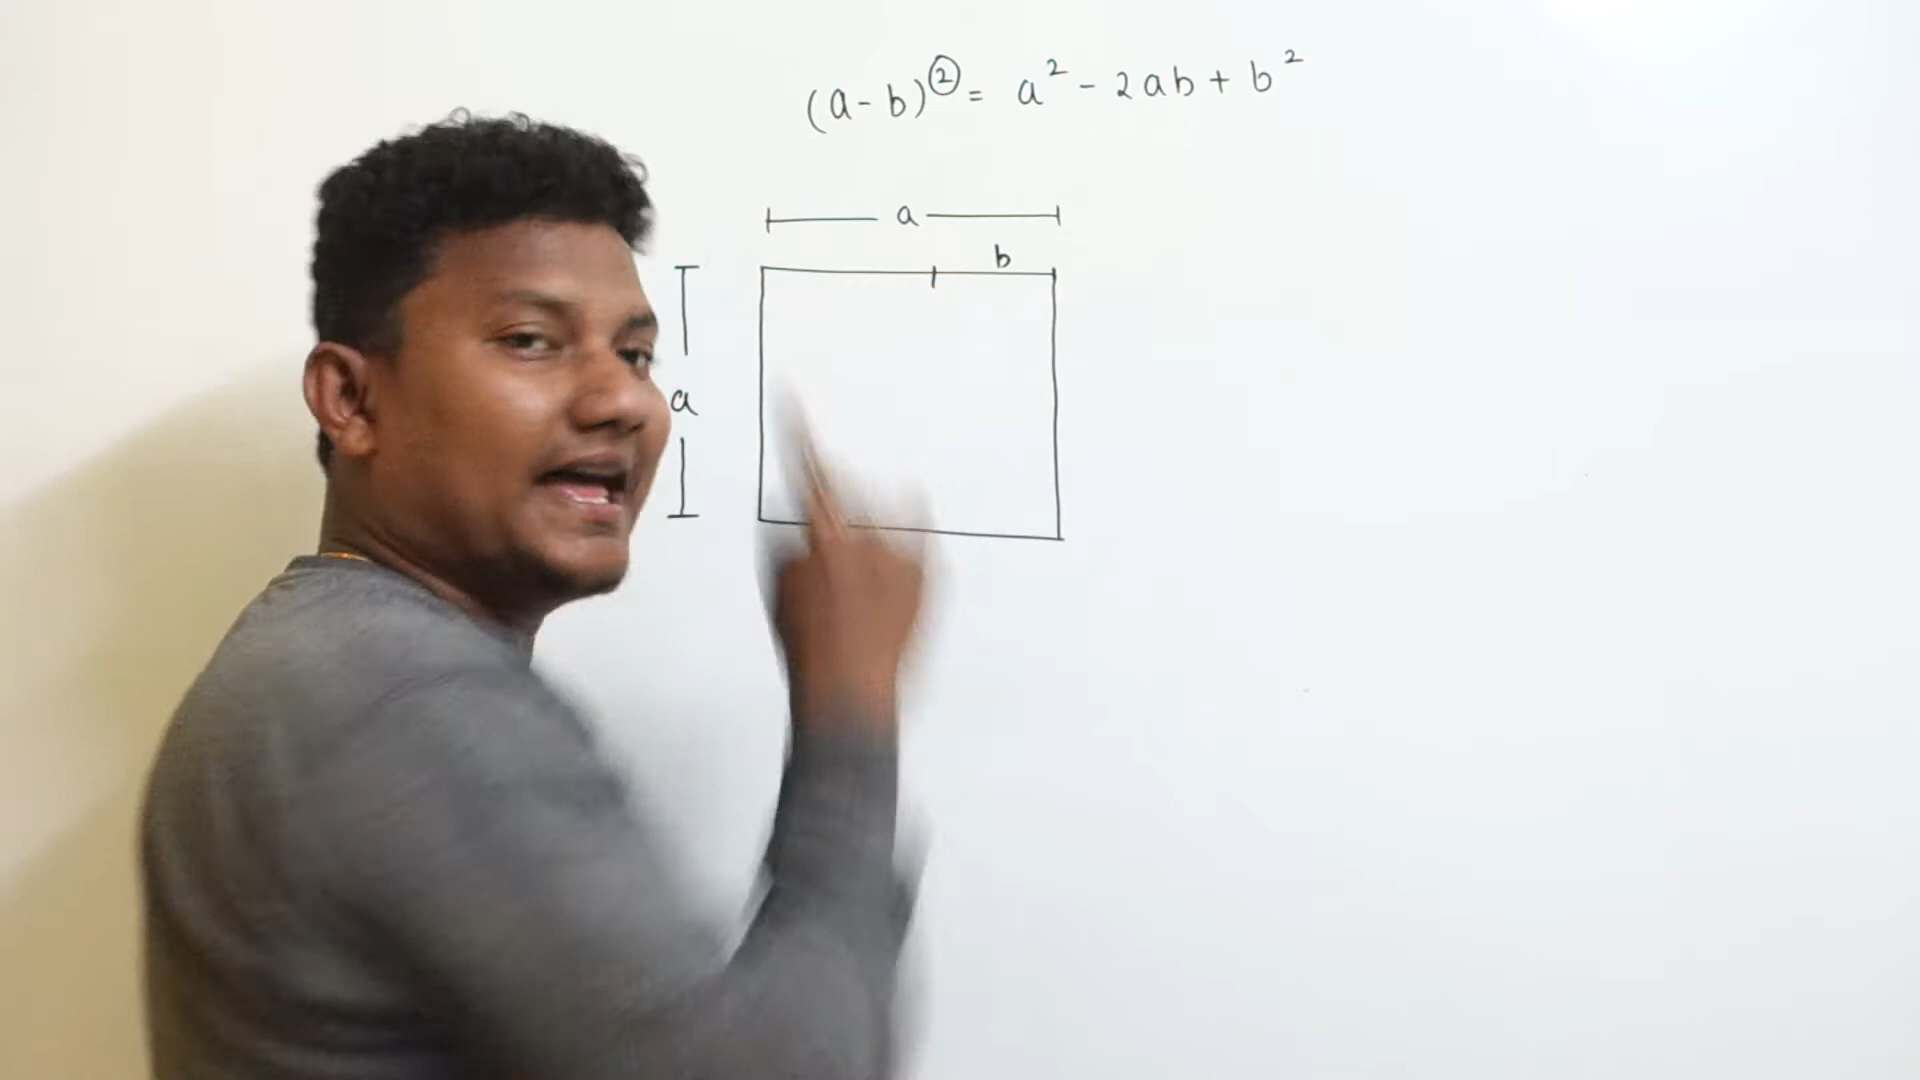 (a-b)② = a² - 2ab + b²
a
b
a